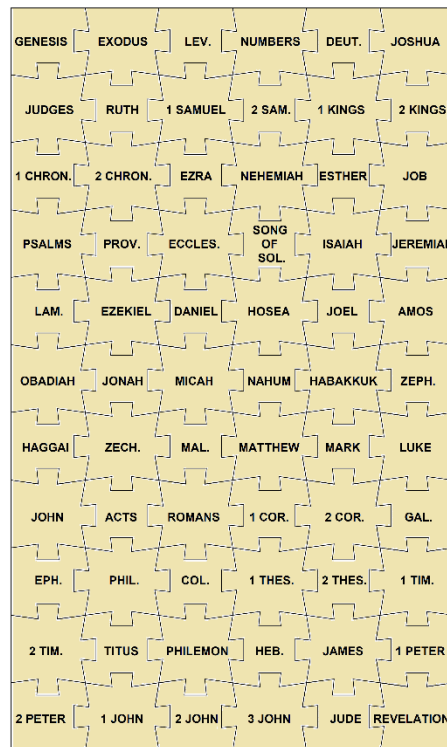 GENESIS EXODUS LEV. NUMBERS DEUT. JOSHUA
JUDGES RUTH 1 SAMUEL 2 SAM. 1 KINGS 2 KINGS
1 CHRON. 2 CHRON. EZRA NEHEMIAH ESTHER JOB
PSALMS PROV. ECCLES. SONG OF SOL. ISAIAH JEREMIAH
LAM. EZEKIEL DANIEL HOSEA JOEL AMOS
OBADIAH JONAH MICAH NAHUM HABAKKUK ZEPH.
HAGGAI ZECH. MAL. MATTHEW MARK LUKE
JOHN ACTS ROMANS 1 COR. 2 COR. GAL.
EPH. PHIL. COL. 1 THES. 2 THES. 1 TIM.
2 TIM. TITUS PHILEMON HEB. JAMES 1 PETER
2 PETER 1 JOHN 2 JOHN 3 JOHN JUDE REVELATION